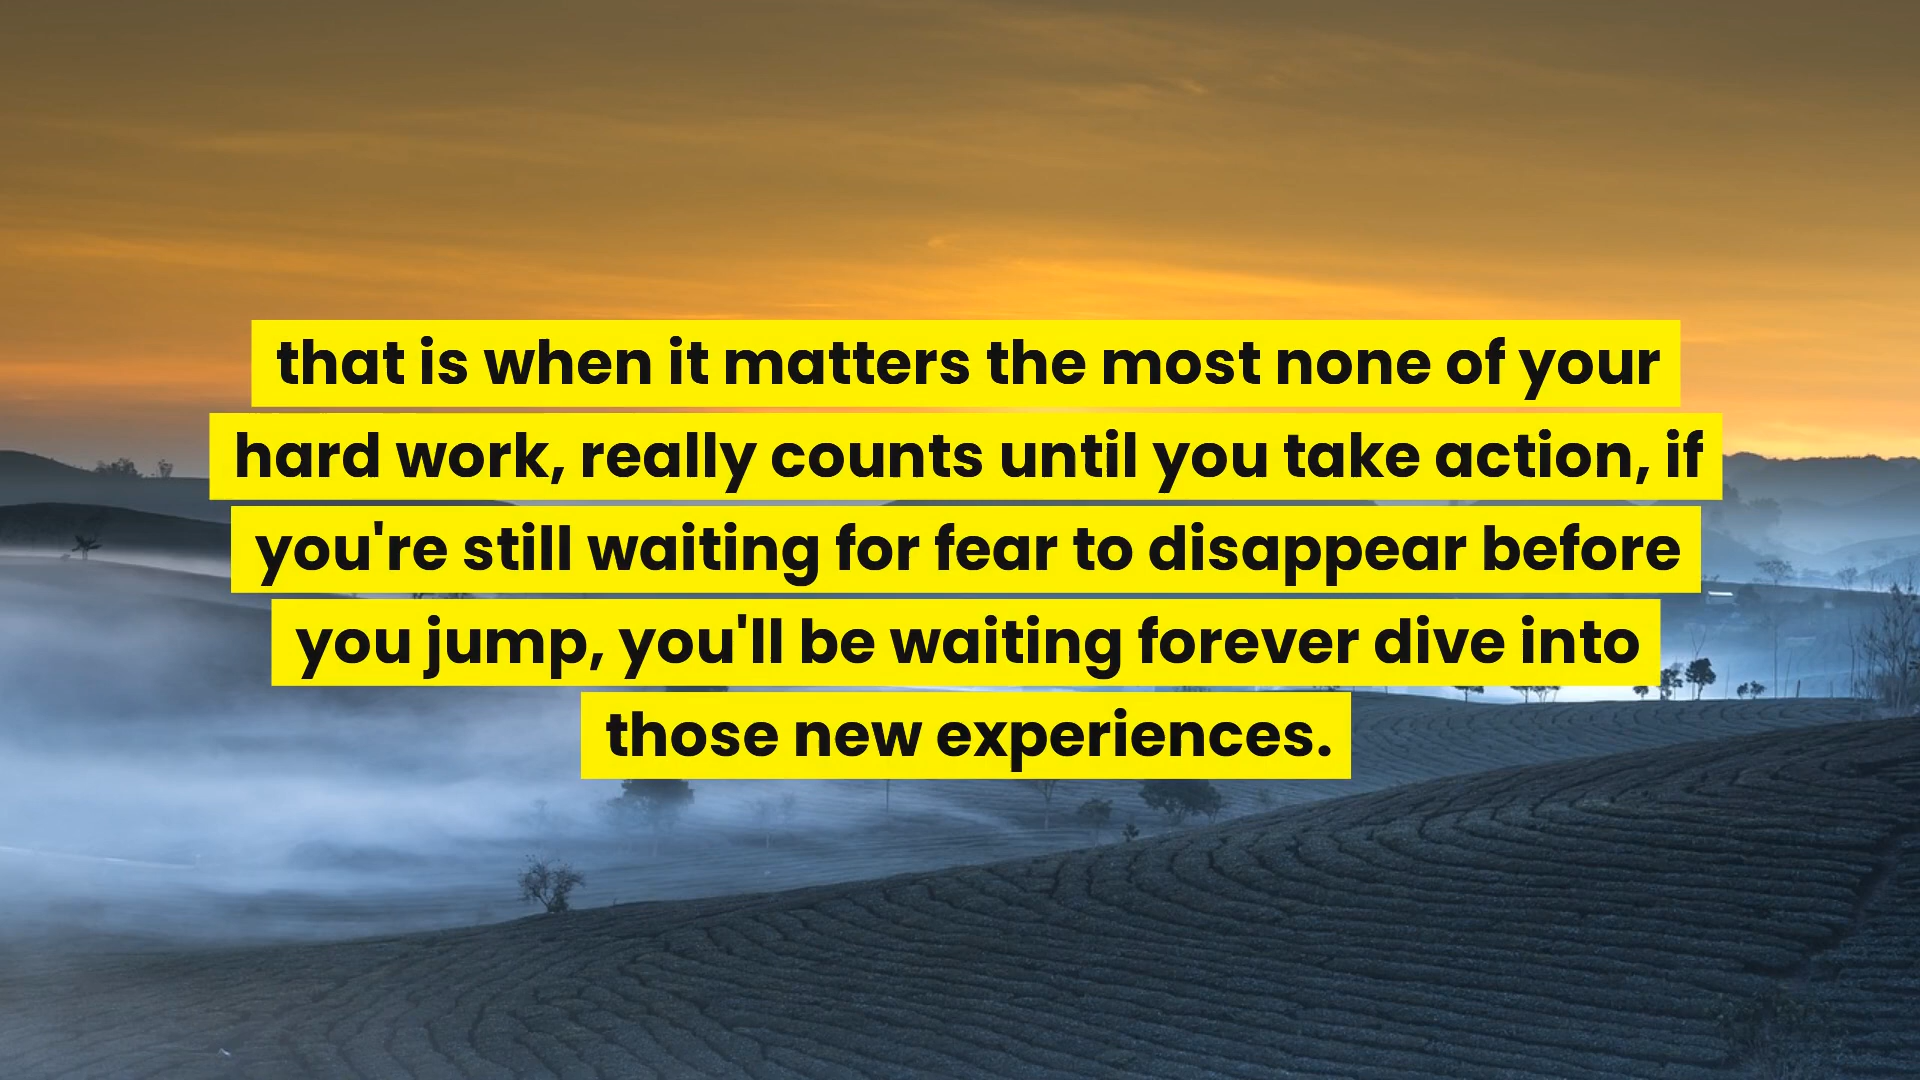 that is when it matters the most none of your
hard work, really counts until you take action, if
you're still waiting for fear to disappear before
you jump, you'll be waiting forever dive into
those new experiences.